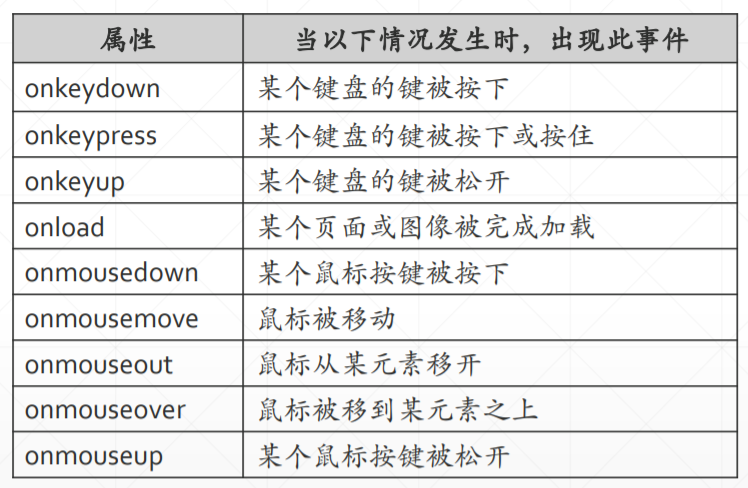 属性 当以下情况发生时，出现此事件
onkeydown 某个键盘的键被按下
onkeypress 某个键盘的键被按下或按住
onkeyup 某个键盘的键被松开
onload 某个页面或图像被完成加载
onmousedown 某个鼠标按键被按下
onmousemove 鼠标被移动
onmouseout 鼠标从某元素移开
onmouseover 鼠标被移到某元素之上
onmouseup 某个鼠标按键被松开